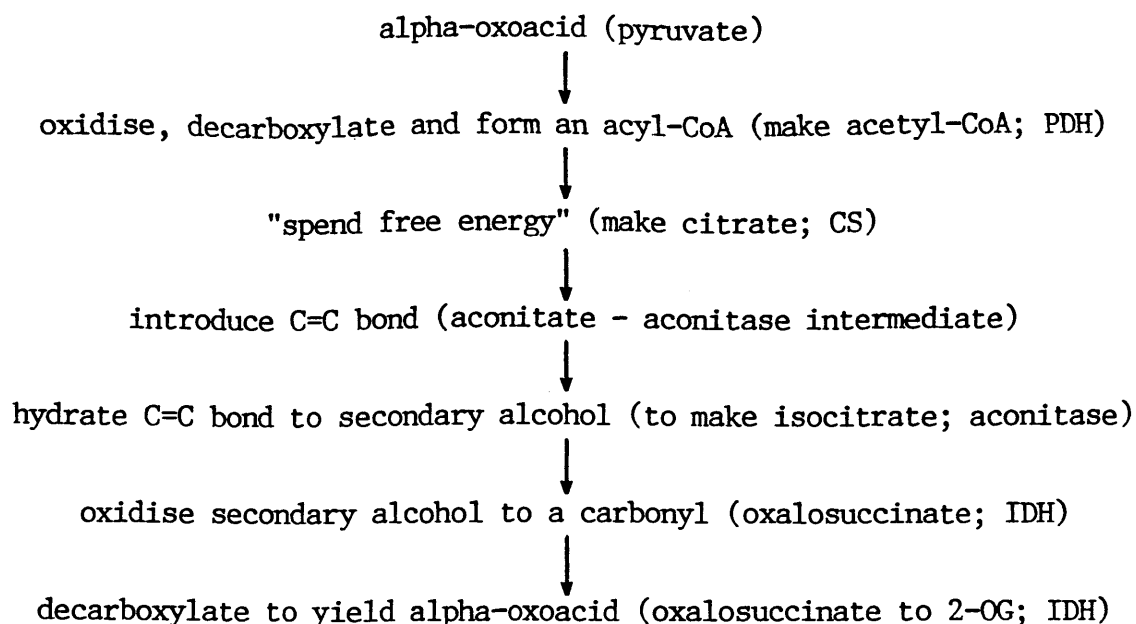 alpha-oxoacid (pyruvate)
oxidise, decarboxylate and form an acyl-CoA (make acetyl-CoA; PDH)
"spend free energy" (make citrate; CS)
introduce C=C bond (aconitate - aconitase intermediate)
hydrate C=C bond to secondary alcohol (to make isocitrate; aconitase)
oxidise secondary alcohol to a carbonyl (oxalosuccinate; IDH)
decarboxylate to yield alpha-oxoacid (oxalosuccinate to 2-OG; IDH)